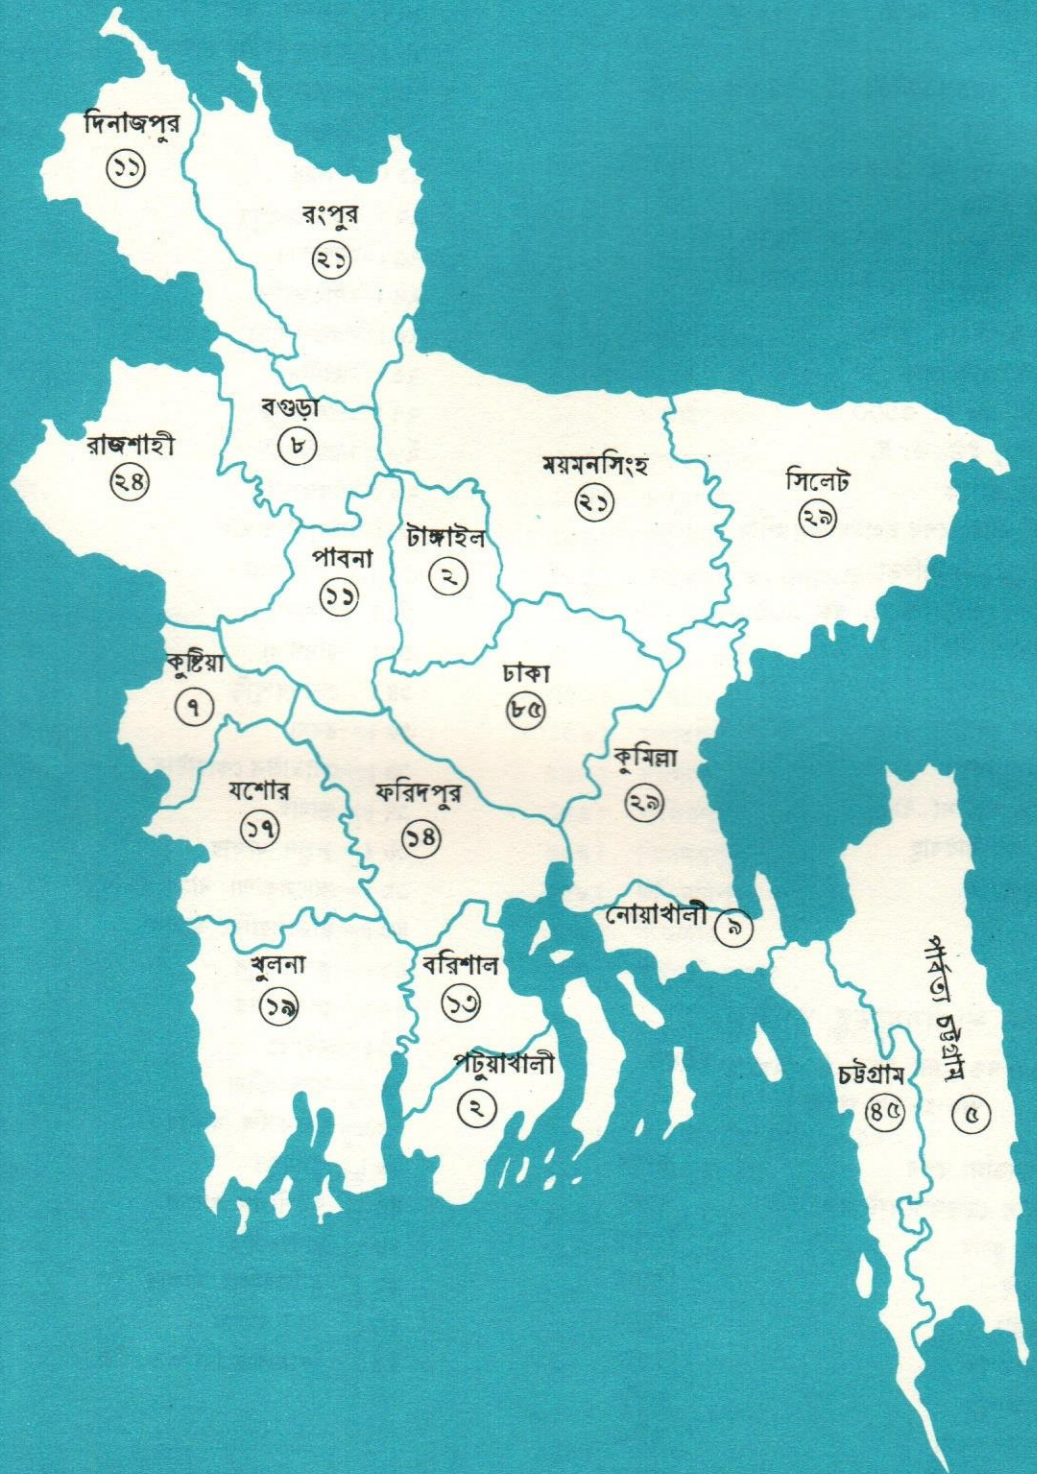 দিনাজপুর
১১
রংপুর
২১
বগুড়া
৮
রাজশাহী
২৪
ময়মনসিংহ
২১
সিলেট
২৯
টাঙ্গাইল
২
পাবনা
১১
কুষ্টিয়া
৭
ঢাকা
৮৫
কুমিল্লা
২৯
যশোর
১৭
ফরিদপুর
১৪
নোয়াখালী
৯
খুলনা
১৯
বরিশাল
১৩
পটুয়াখালী
২
চট্টগ্রাম
৪৫
পার্বত্য চট্টগ্রাম
৫